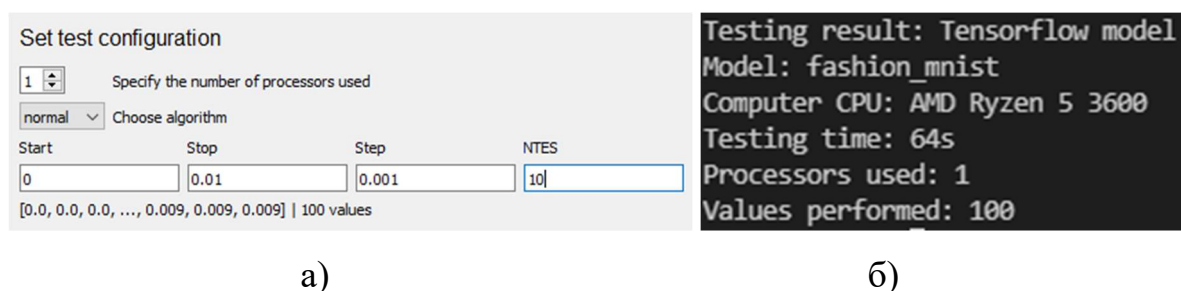 Set test configuration
1 Specify the number of processors used
normal Choose algorithm
Start Stop Step NTES
0 0.01 0.001 10
[0.0, 0.0, 0.0, ..., 0.009, 0.009, 0.009] | 100 values
Testing result: Tensorflow model
Model: fashion_mnist
Computer CPU: AMD Ryzen 5 3600
Testing time: 64s
Processors used: 1
Values performed: 100
а) б)